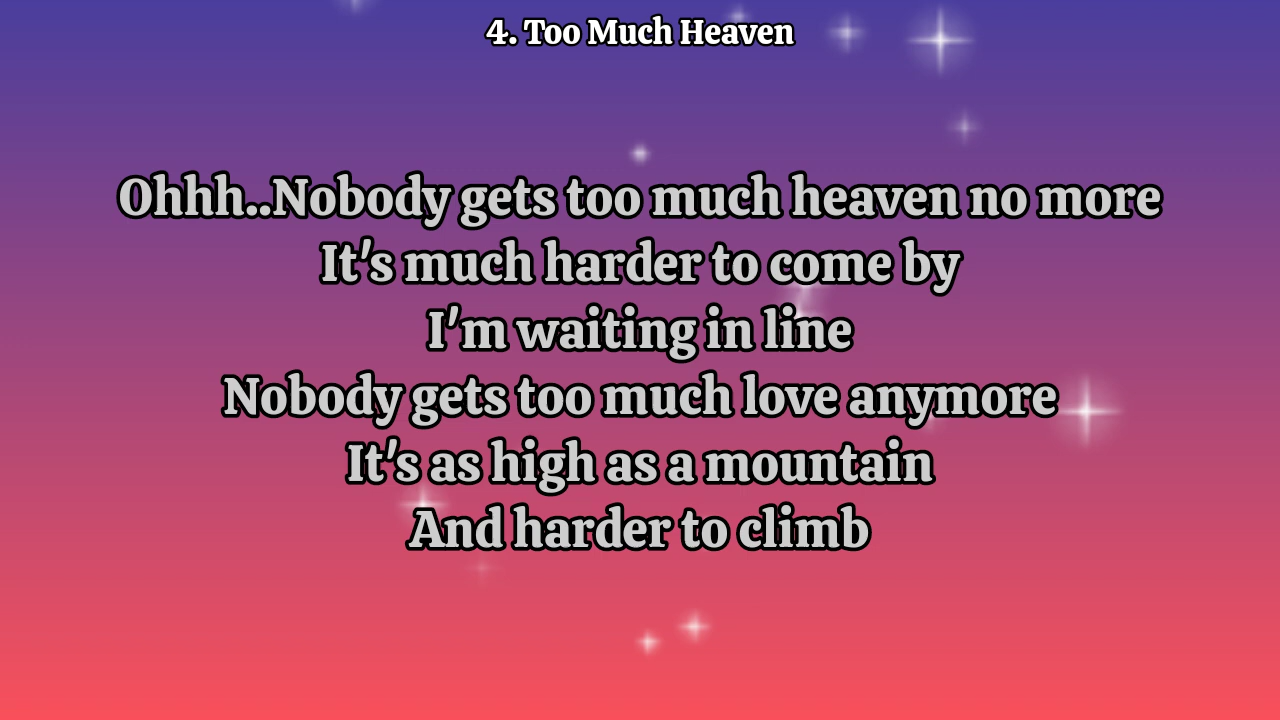 4. Too Much Heaven
Ohhh..Nobody gets too much heaven no more
It's much harder to come by
I'm waiting in line
Nobody gets too much love anymore
It's as high as a mountain
And harder to climb